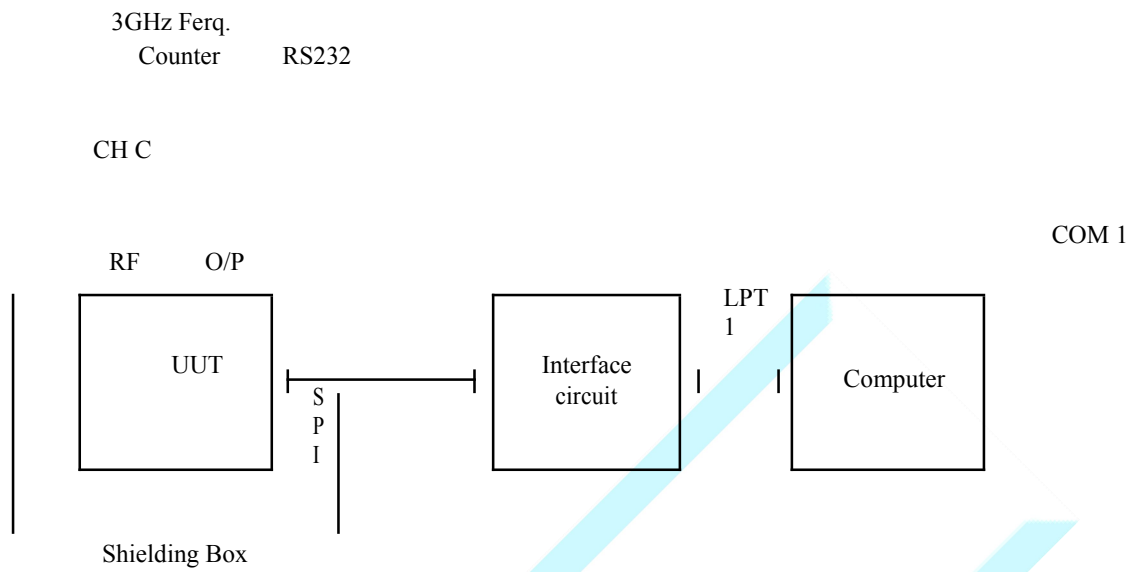 3GHz Ferq.
Counter RS232
CH C
COM 1
RF O/P
LPT
1
UUT
Interface
circuit
Computer
S
P
I
Shielding Box